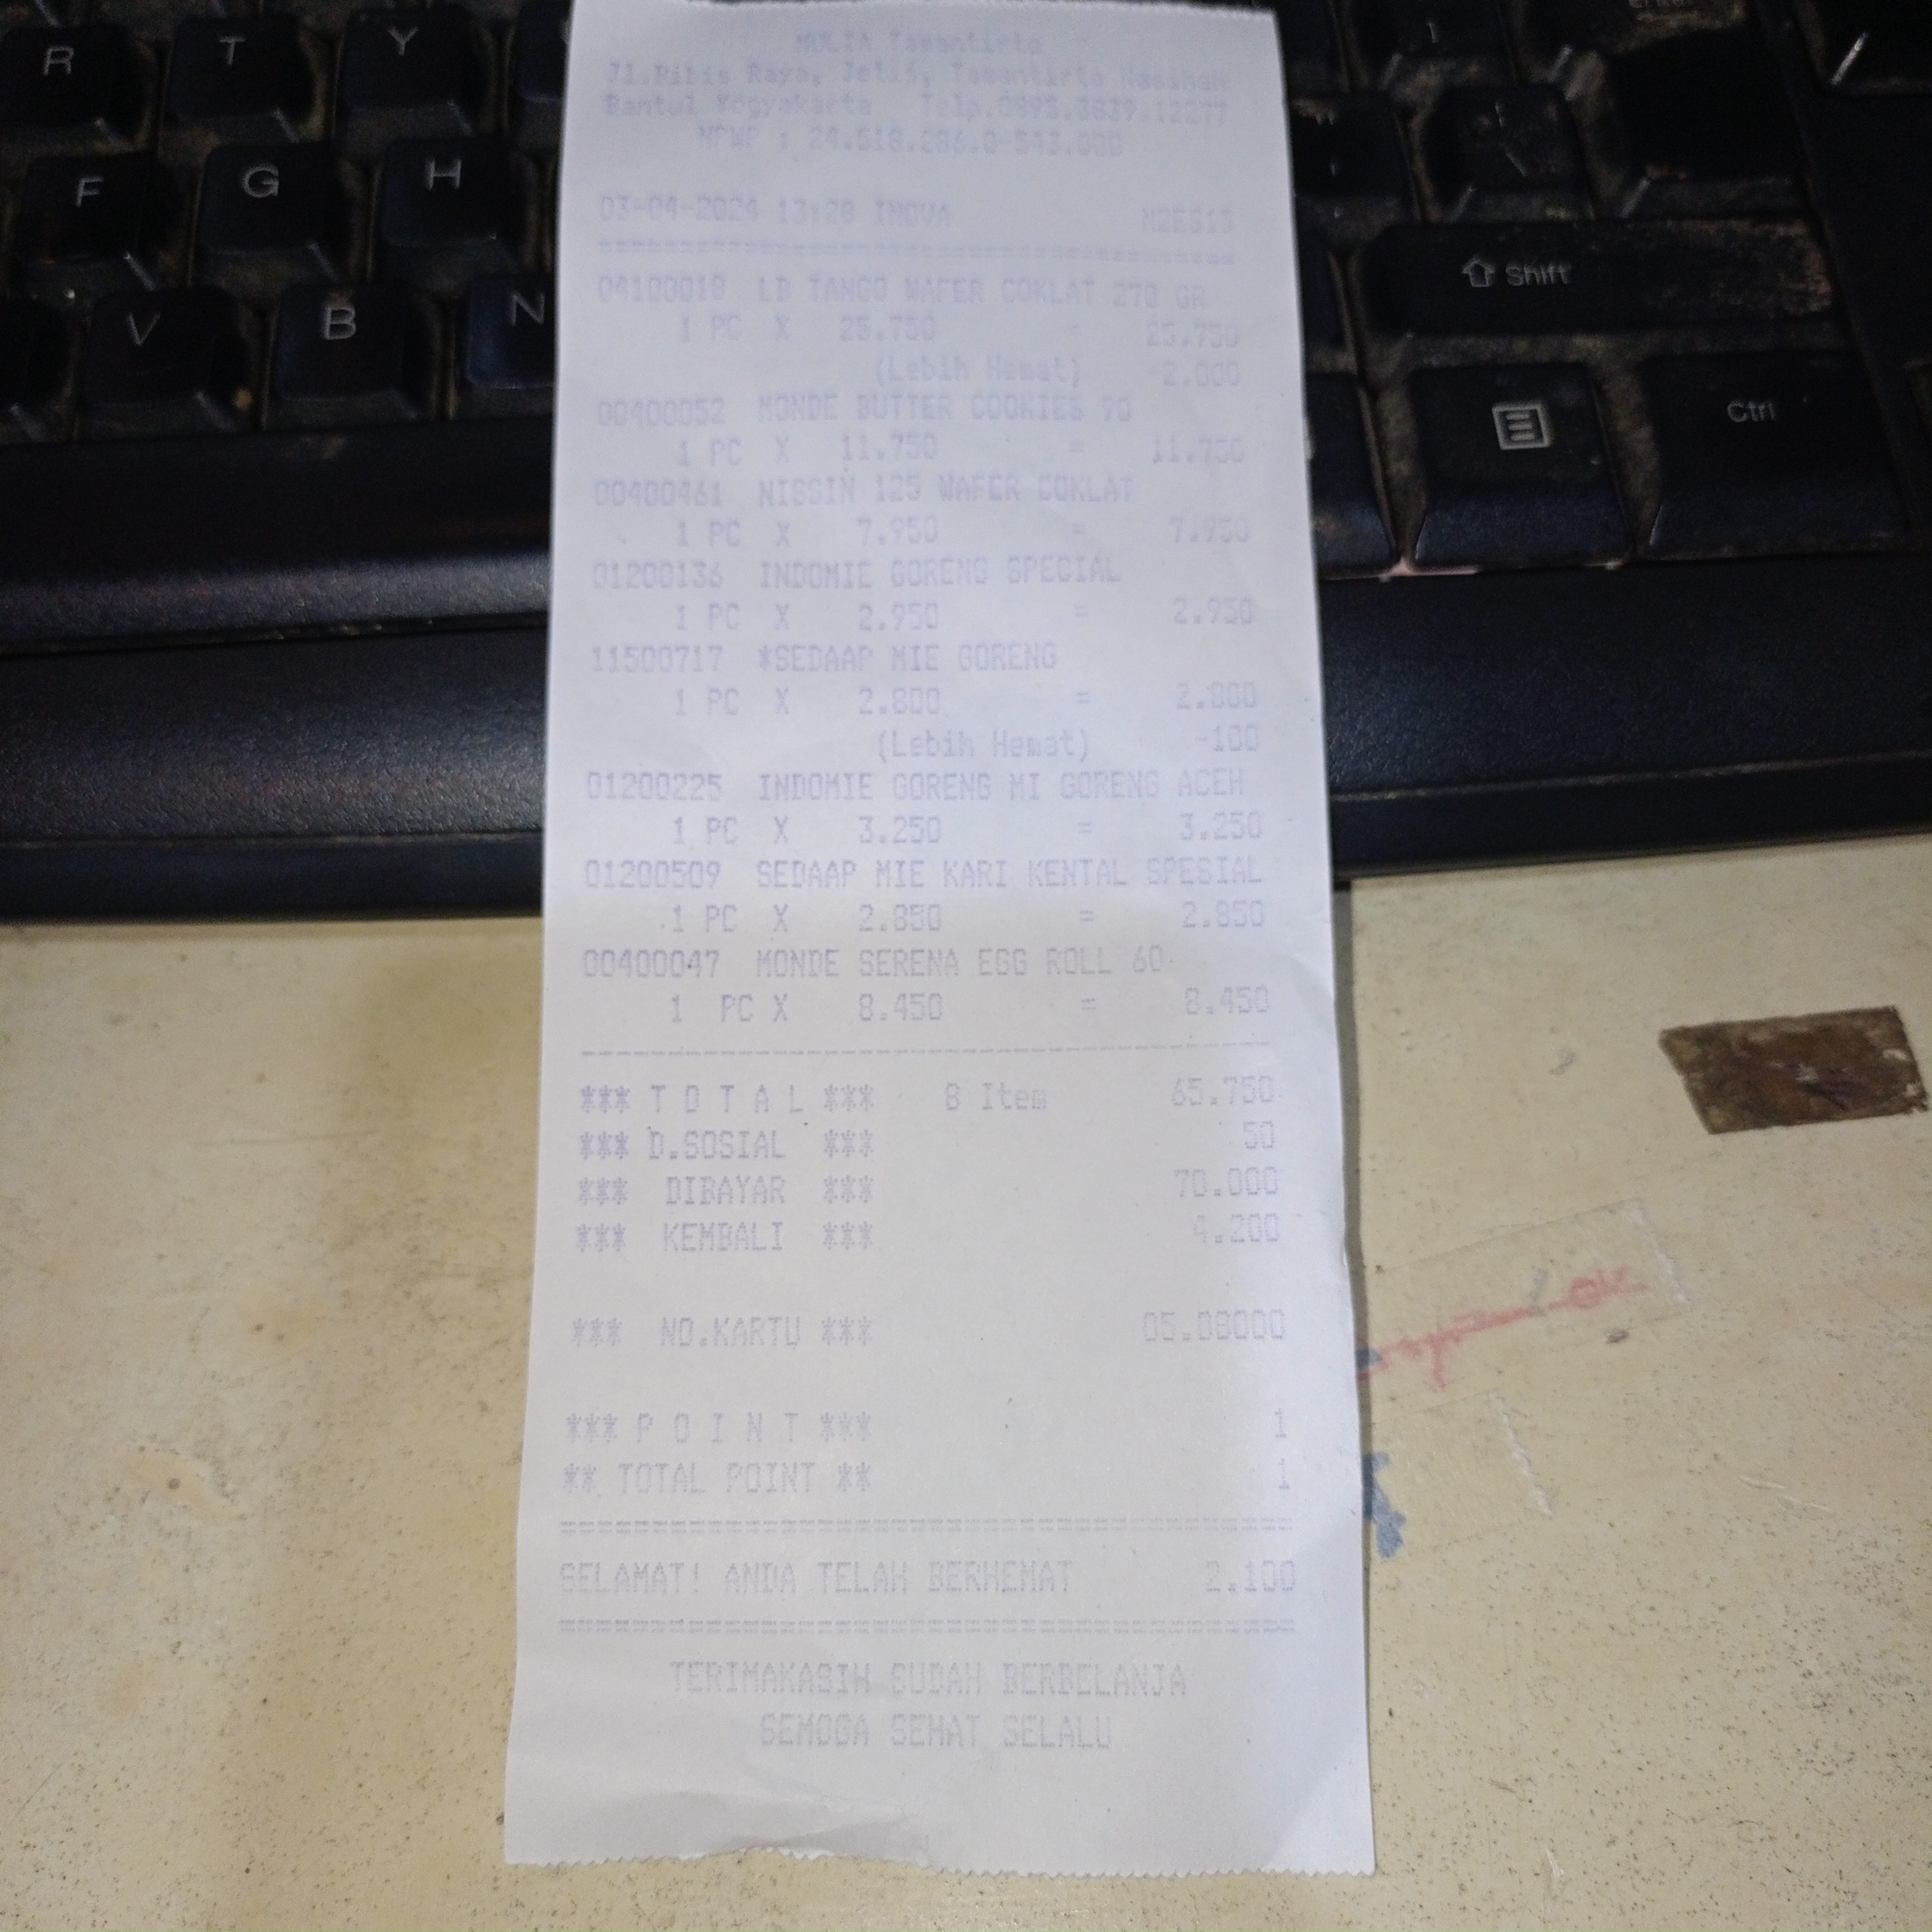 MULIA Tamantirto
Jl.Bibis Raya, Jetis, Tamantirto Kasihan
Bantul Yogyakarta Telp.0895.3839.12277
NPWP : 24.518.286.0-543.000
03-04-2024 13:28 INOVA
==========================================
04100018 LB TANGO WAFER COKLAT 270 GR
1 PC X 25.750 = 25.750
(Lebih Hemat) -2.000
00400052 MONDE BUTTER COOKIES 90
1 PC X 11.750 = 11.750
00400461 NISSIN 125 WAFER COKLAT
1 PC X 7.950 = 7.950
01200136 INDOMIE GORENG SPECIAL
1 PC X 2.950 = 2.950
11500717 *SEDAAP MIE GORENG
1 PC X 2.800 = 2.800
(Lebih Hemat) -100
01200225 INDOMIE GORENG MI GORENG ACEH
1 PC X 3.250 = 3.250
01200509 SEDAAP MIE KARI KENTAL SPESIAL
1 PC X 2.850 = 2.850
00400047 MONDE SERENA EGG ROLL 60
1 PC X 8.450 = 8.450
------------------------------------------
*** T O T A L *** 8 Item 65.750
*** D.SOSIAL *** 50
*** DIBAYAR *** 70.000
*** KEMBALI *** 4.200
*** NO.KARTU *** 05.08000
*** P O I N T *** 1
** TOTAL POINT ** 1
==========================================
SELAMAT! ANDA TELAH BERHEMAT 2.100
==========================================
TERIMAKASIH SUDAH BERBELANJA
SEMOGA SEHAT SELALU
R T Y
F G H
V B N
Shift
Ctrl